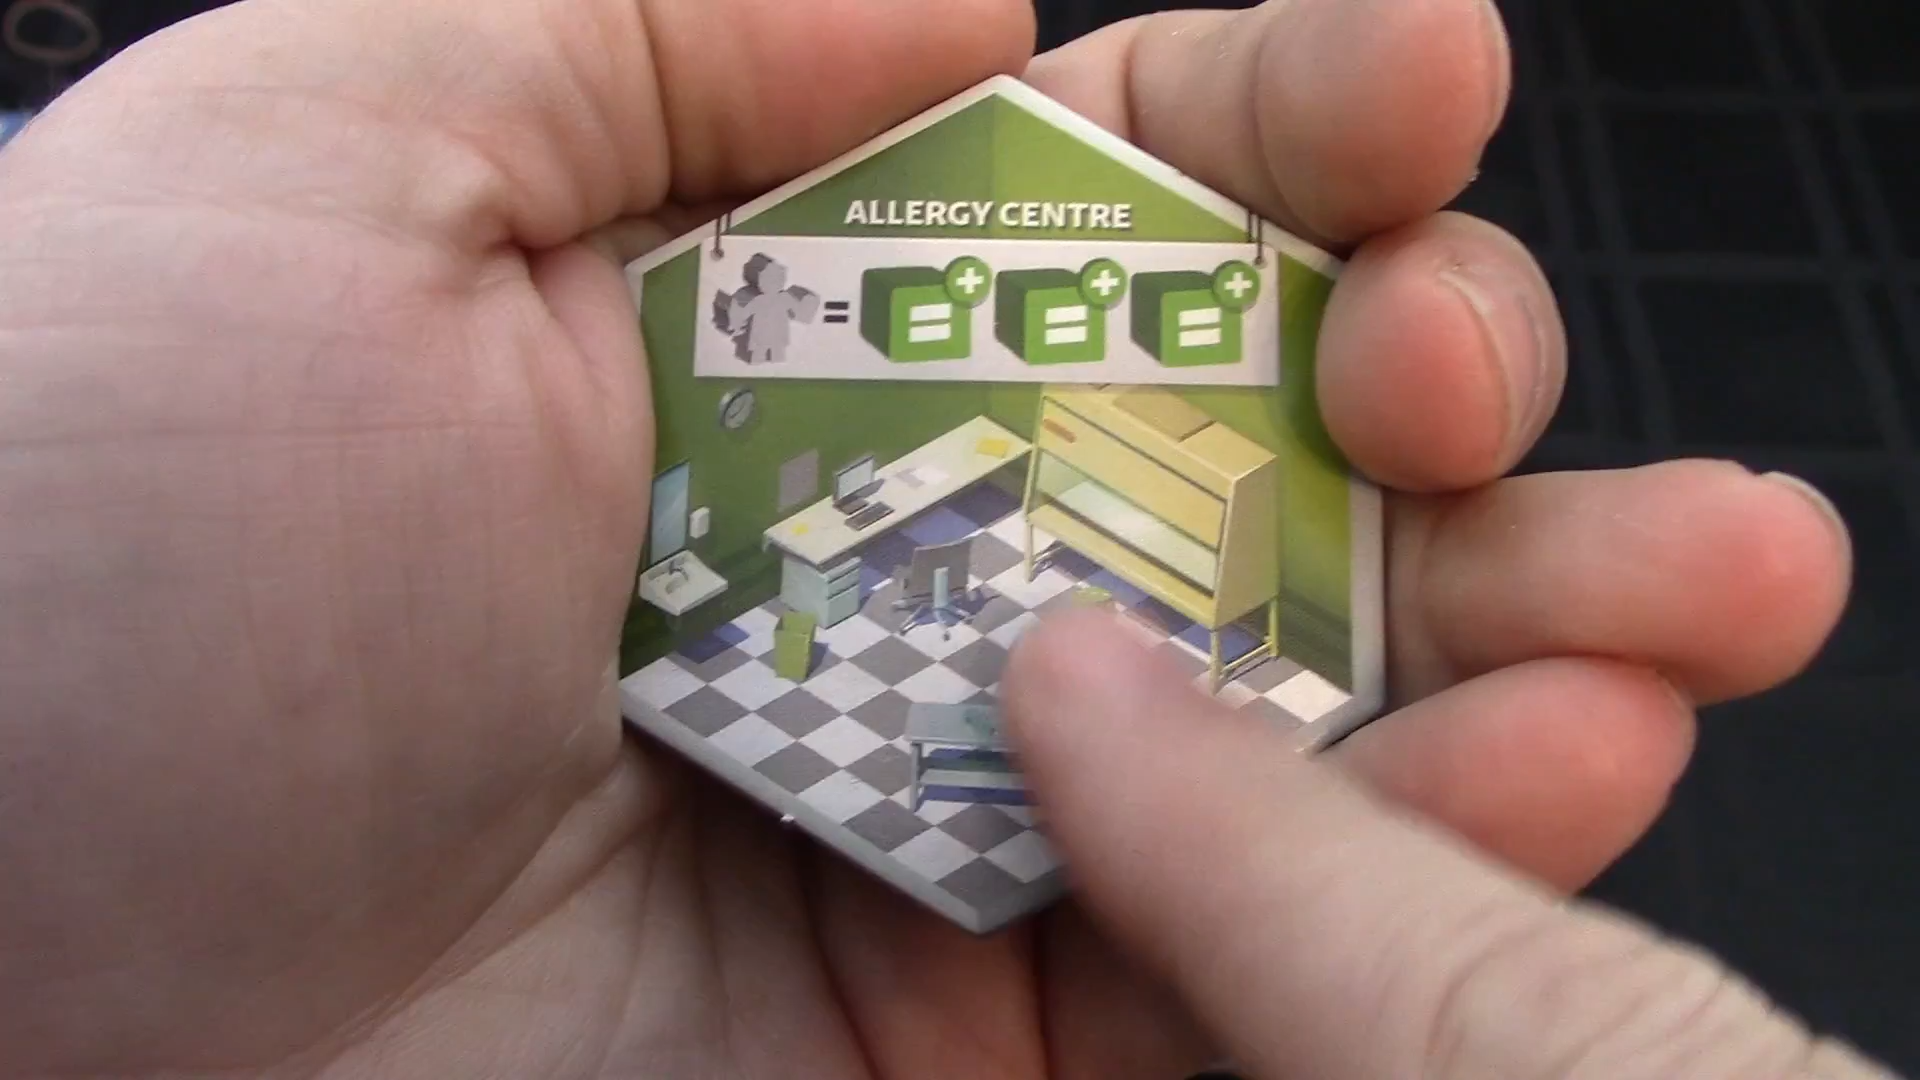 ALLERGY CENTRE
= = = =